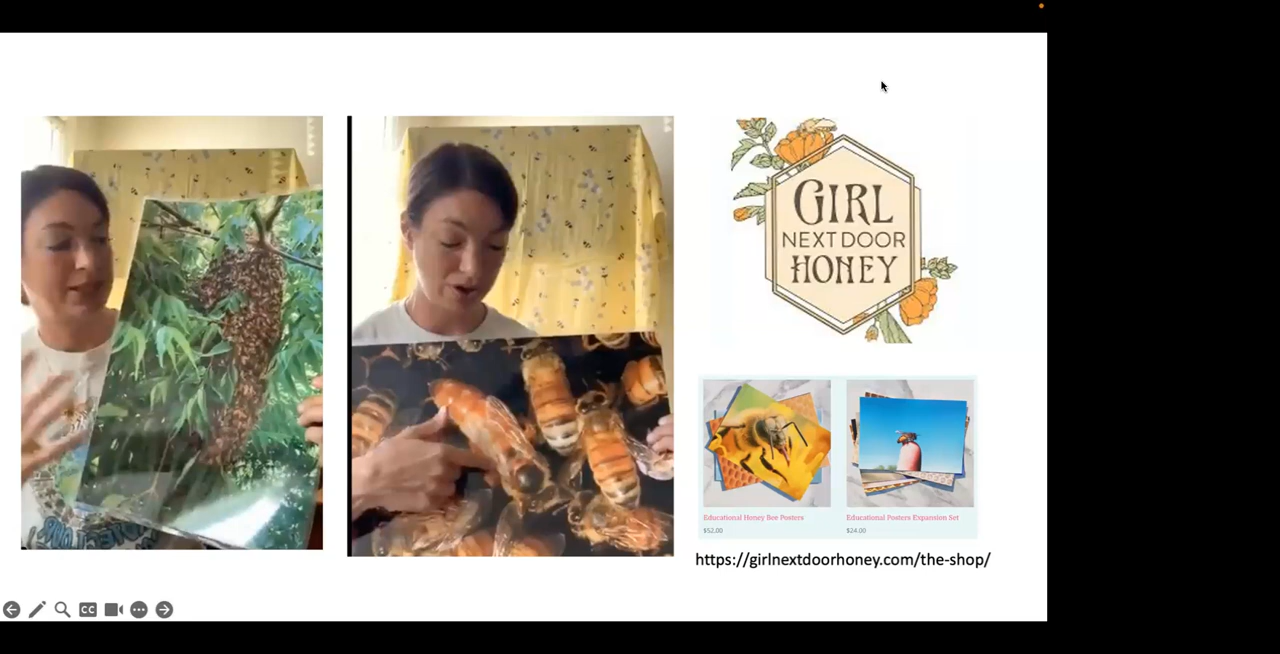 GIRL
NEXT DOOR
HONEY
Educational Honey Bee Posters
$52.00
Educational Posters Expansion Set
$24.00
https://girlnextdoorhoney.com/the-shop/
CC